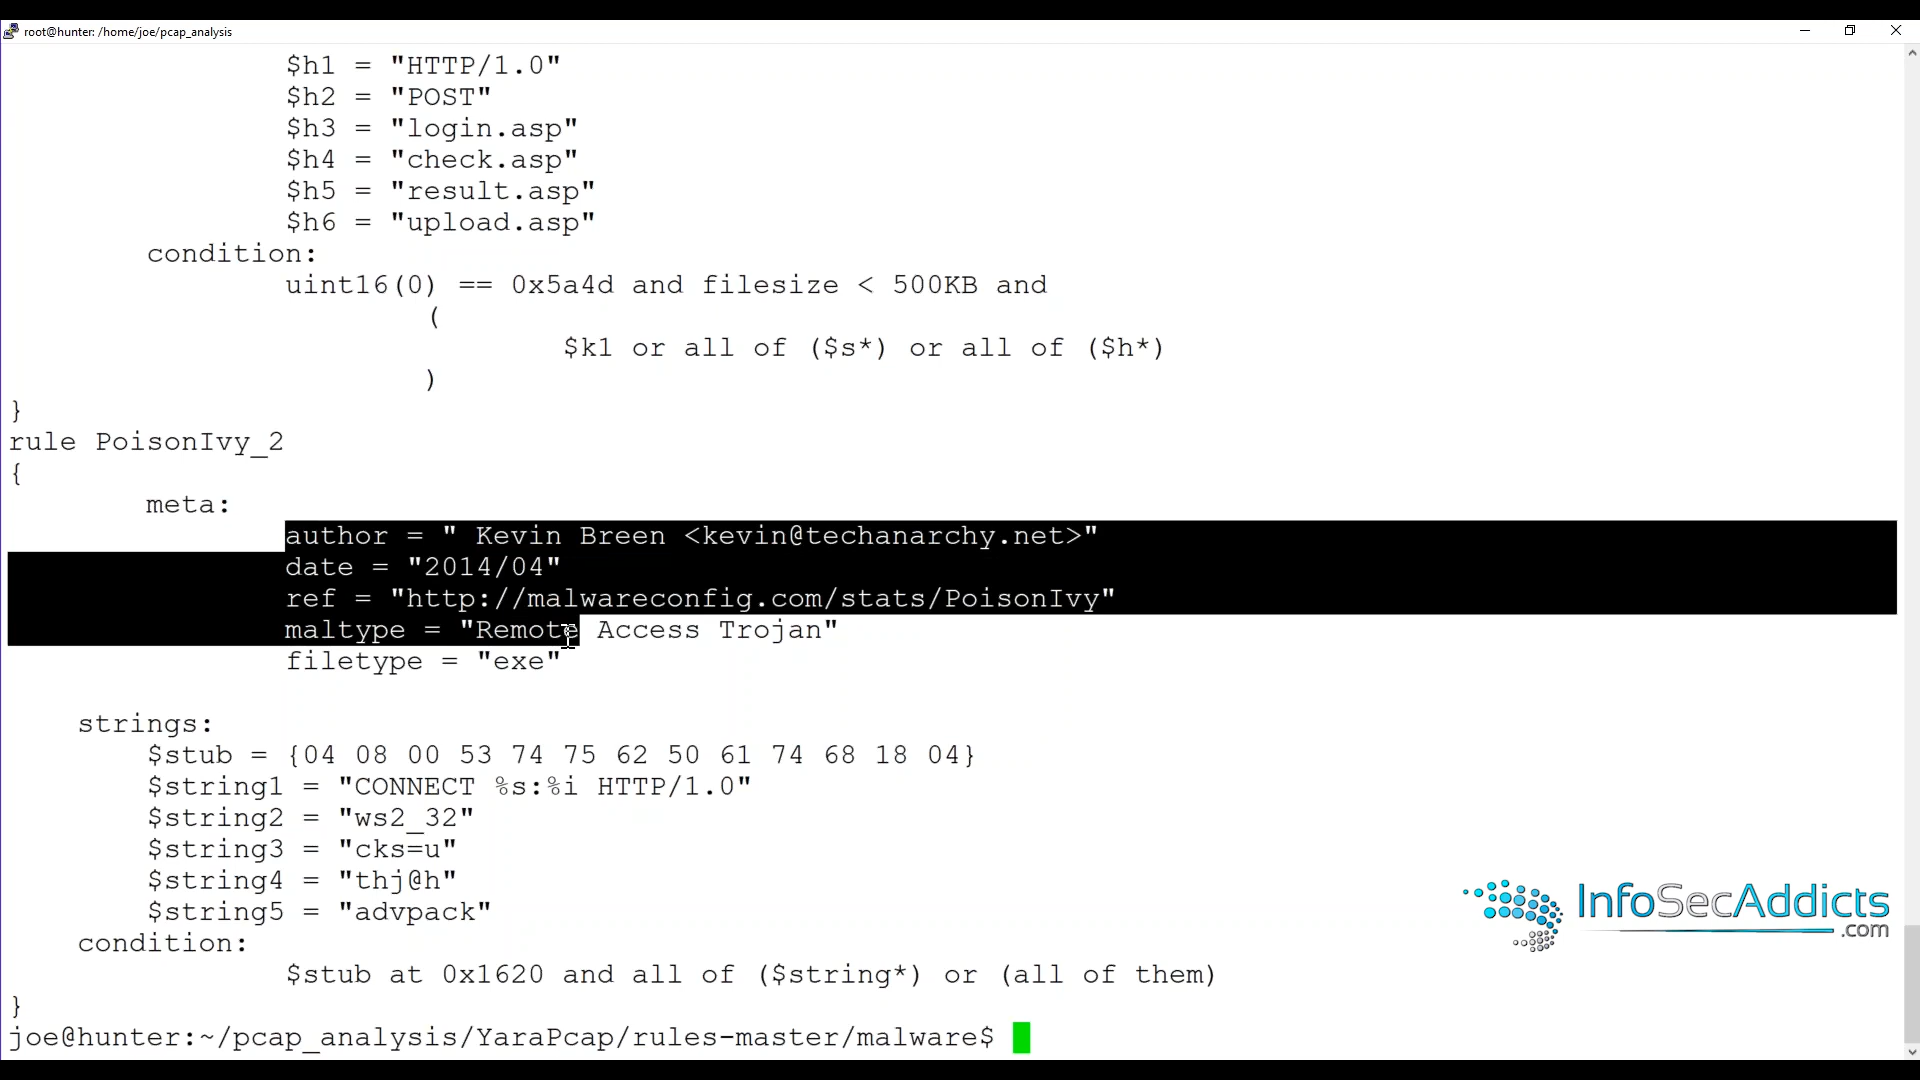 root@hunter: /home/joe/pcap_analysis
$h1 = "HTTP/1.0"
$h2 = "POST"
$h3 = "login.asp"
$h4 = "check.asp"
$h5 = "result.asp"
$h6 = "upload.asp"
condition:
uint16(0) == 0x5a4d and filesize < 500KB and
(
$k1 or all of ($s*) or all of ($h*)
)
}
rule PoisonIvy_2
{
meta:
author = " Kevin Breen <kevin@techanarchy.net>"
date = "2014/04"
ref = "http://malwareconfig.com/stats/PoisonIvy"
maltype = "Remote Access Trojan"
filetype = "exe"
strings:
$stub = {04 08 00 53 74 75 62 50 61 74 68 18 04}
$string1 = "CONNECT %s:%i HTTP/1.0"
$string2 = "ws2_32"
$string3 = "cks=u"
$string4 = "thj@h"
$string5 = "advpack"
condition:
$stub at 0x1620 and all of ($string*) or (all of them)
}
joe@hunter:~/pcap_analysis/YaraPcap/rules-master/malware$
InfoSecAddicts
.com